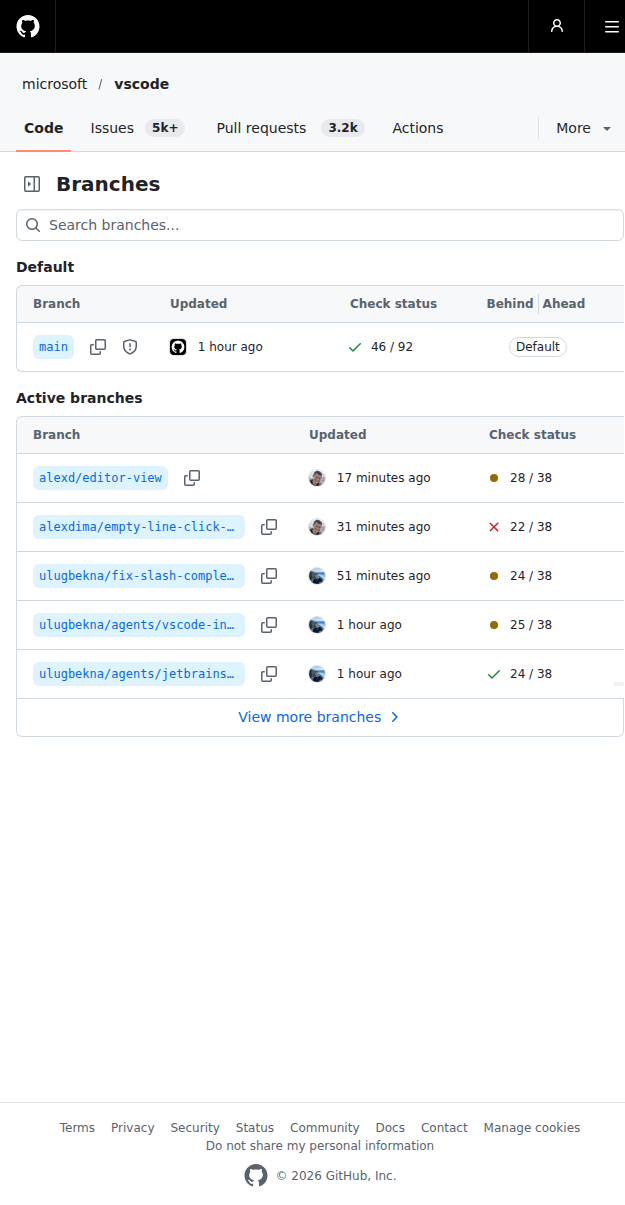 microsoft / vscode
Code Issues 5k+ Pull requests 3.2k Actions More
Branches
Search branches...
Default
Branch Updated Check status Behind Ahead
main 1 hour ago 46 / 92 Default
Active branches
Branch Updated Check status
alexd/editor-view 17 minutes ago 28 / 38
alexdima/empty-line-click-… 31 minutes ago 22 / 38
ulugbekna/fix-slash-comple… 51 minutes ago 24 / 38
ulugbekna/agents/vscode-in… 1 hour ago 25 / 38
ulugbekna/agents/jetbrains… 1 hour ago 24 / 38
View more branches
Terms Privacy Security Status Community Docs Contact Manage cookies
Do not share my personal information
© 2026 GitHub, Inc.